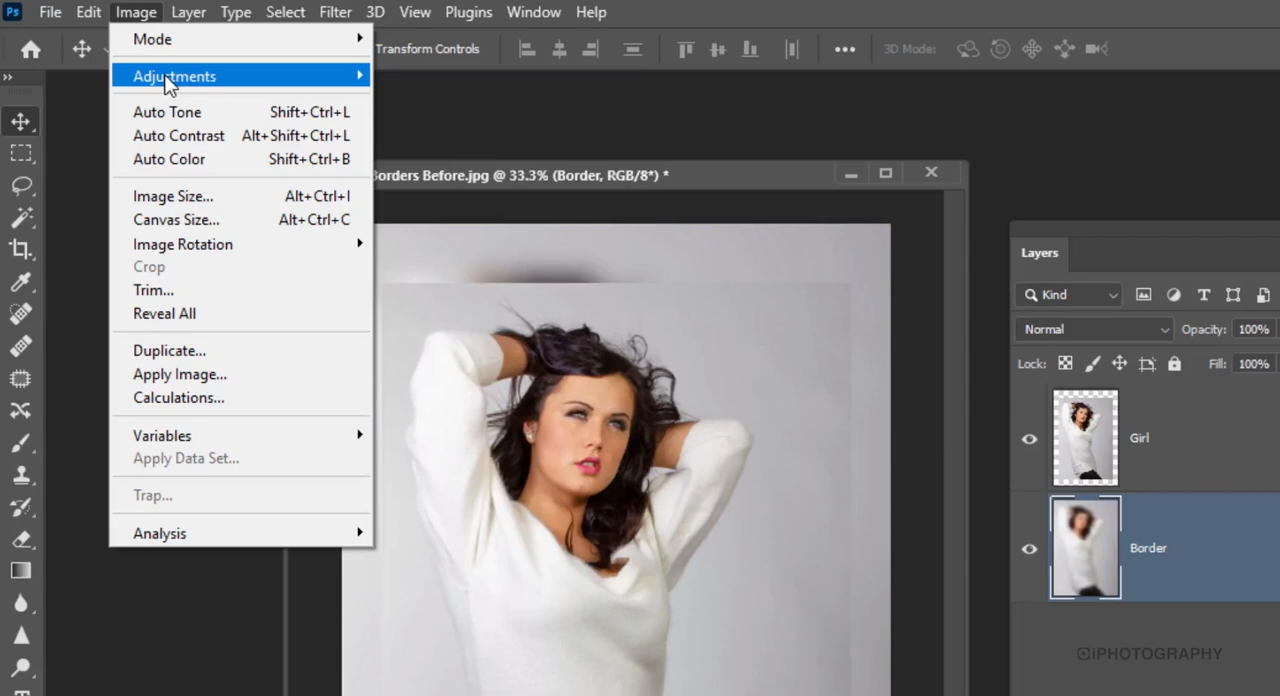 Ps File Edit Image Layer Type Select Filter 3D View Plugins Window Help
Transform Controls
3D Mode:
Mode
Adjustments
Auto Tone Shift+Ctrl+L
Auto Contrast Alt+Shift+Ctrl+L
Auto Color Shift+Ctrl+B
Image Size... Alt+Ctrl+I
Canvas Size... Alt+Ctrl+C
Image Rotation
Crop
Trim...
Reveal All
Duplicate...
Apply Image...
Calculations...
Variables
Apply Data Set...
Trap...
Analysis
Borders Before.jpg @ 33.3% (Border, RGB/8*) *
Layers
Kind
Normal Opacity: 100%
Lock: Fill: 100%
Girl
Border
iPHOTOGRAPHY